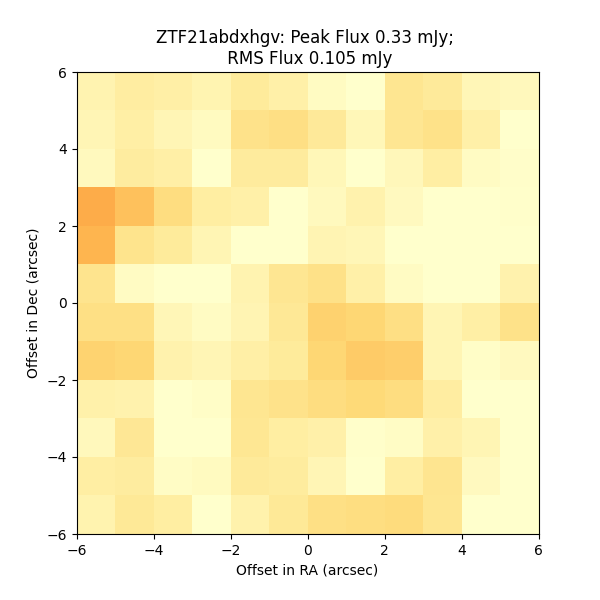 ZTF21abdxhgv: Peak Flux 0.33 mJy;
RMS Flux 0.105 mJy
6
4
2
0
−2
−4
−6
Offset in Dec (arcsec)
−6 −4 −2 0 2 4 6
Offset in RA (arcsec)